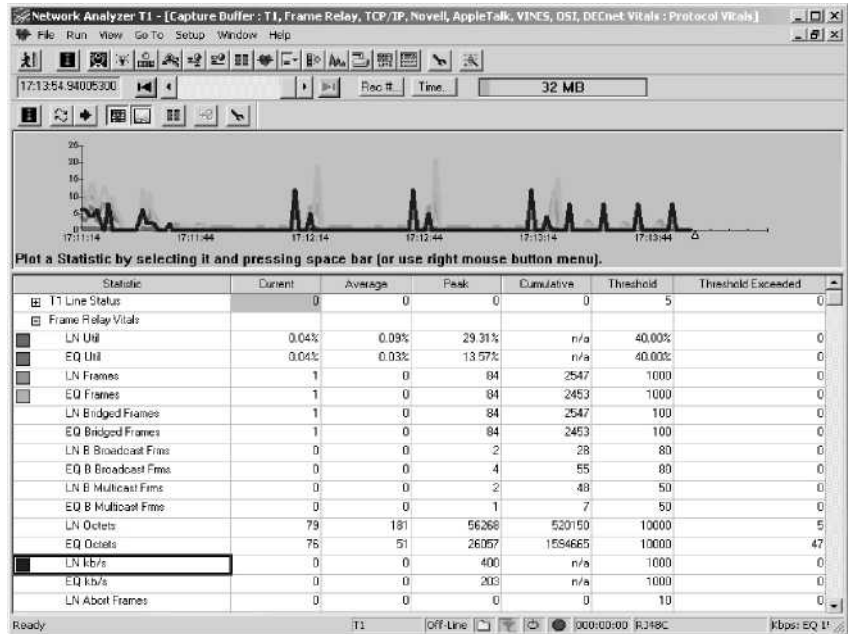 Network Analyzer T1 - [Capture Buffer : T1, Frame Relay, TCP/IP, Novell, AppleTalk, VINES, OSI, DECnet Vitals : Protocol Vitals]
File Run View Go To Setup Window Help
17:13:54.94005300 Rec #... Time... 32 MB
17:11:14 17:11:44 17:12:14 17:12:44 17:13:14 17:13:44
Plot a Statistic by selecting it and pressing space bar (or use right mouse button menu).
Statistic Current Average Peak Cumulative Threshold Threshold Exceeded
T1 Line Status 0 0 0 0 5 0
Frame Relay Vitals
LN Util 0.04% 0.09% 29.31% n/a 40.00% 0
EQ Util 0.04% 0.03% 13.57% n/a 40.00% 0
LN Frames 1 0 84 2547 1000 0
EQ Frames 1 0 84 2453 1000 0
LN Bridged Frames 1 0 84 2547 100 0
EQ Bridged Frames 1 0 84 2453 100 0
LN B Broadcast Frms 0 0 2 28 80 0
EQ B Broadcast Frms 0 0 4 55 80 0
LN B Multicast Frms 0 0 2 48 50 0
EQ B Multicast Frms 0 0 1 7 50 0
LN Octets 79 181 56268 520150 10000 5
EQ Octets 76 51 26057 1594665 10000 47
LN kb/s 0 0 400 n/a 1000 0
EQ kb/s 0 0 203 n/a 1000 0
LN Abort Frames 0 0 0 0 10 0
Ready T1 Off-Line 000:00:00 RJ48C Kbps: EQ